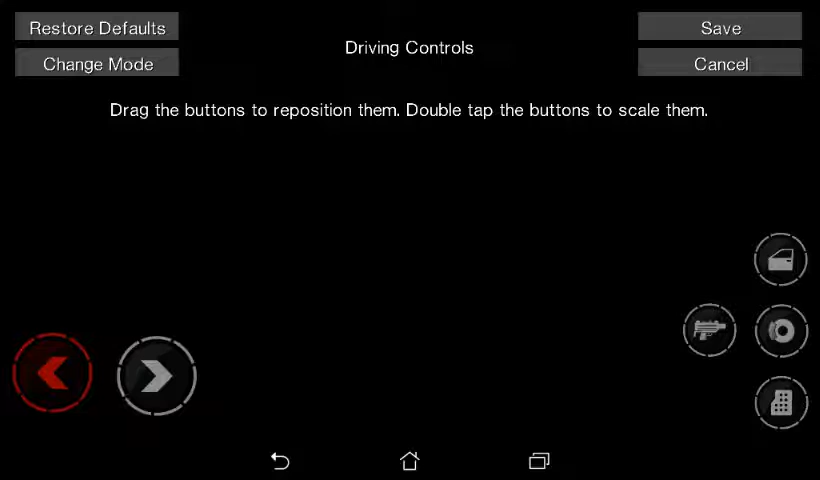 Restore Defaults
Save
Driving Controls
Change Mode
Cancel
Drag the buttons to reposition them. Double tap the buttons to scale them.